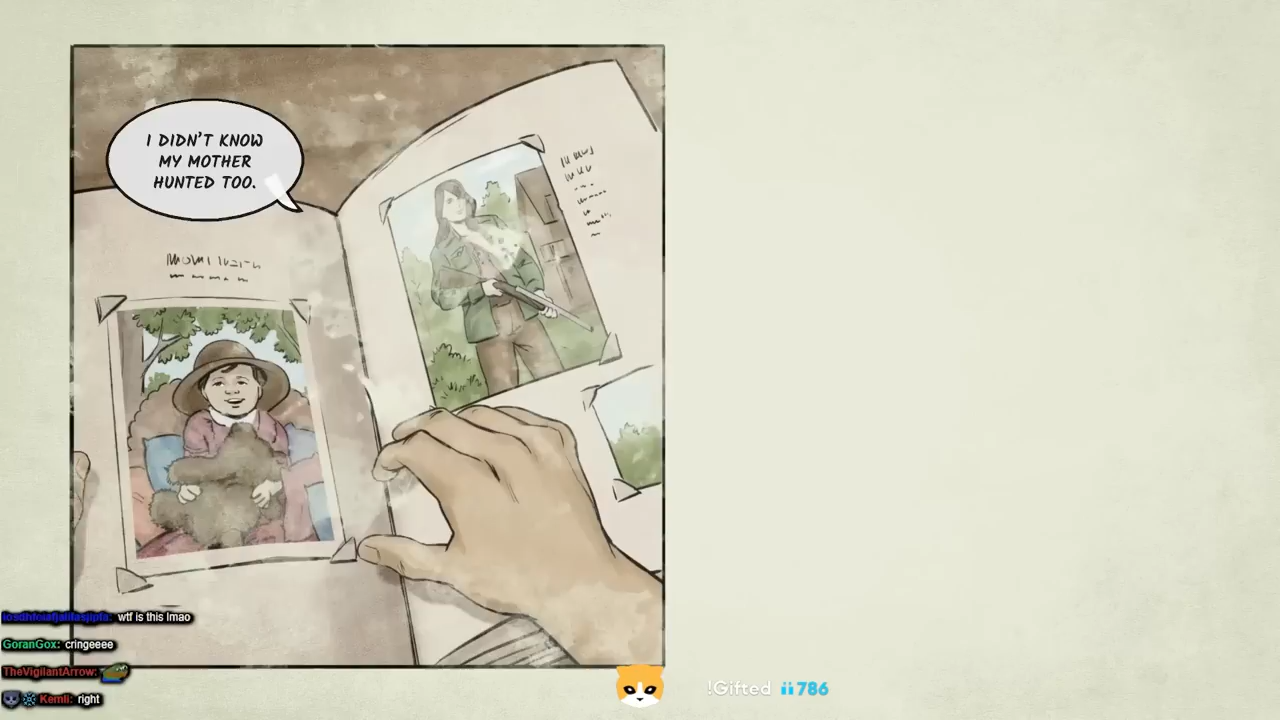 I DIDN'T KNOW
MY MOTHER
HUNTED TOO.
wtf is this lmao
GoranGox: cringeeee
TheVigilantArrow:
Kemli: right
!Gifted 786